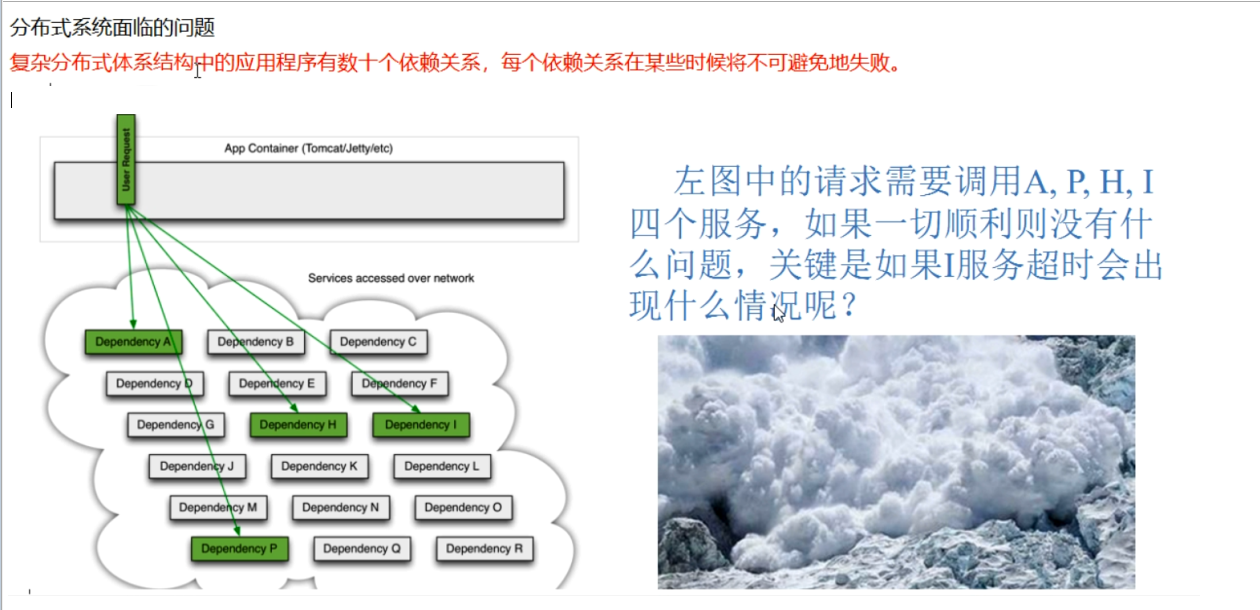 分布式系统面临的问题
复杂分布式体系结构中的应用程序有数十个依赖关系，每个依赖关系在某些时候将不可避免地失败。
User Request
App Container (Tomcat/Jetty/etc)
Services accessed over network
Dependency A
Dependency B
Dependency C
Dependency D
Dependency E
Dependency F
Dependency G
Dependency H
Dependency I
Dependency J
Dependency K
Dependency L
Dependency M
Dependency N
Dependency O
Dependency P
Dependency Q
Dependency R
左图中的请求需要调用A, P, H, I
四个服务，如果一切顺利则没有什
么问题，关键是如果I服务超时会出
现什么情况呢？